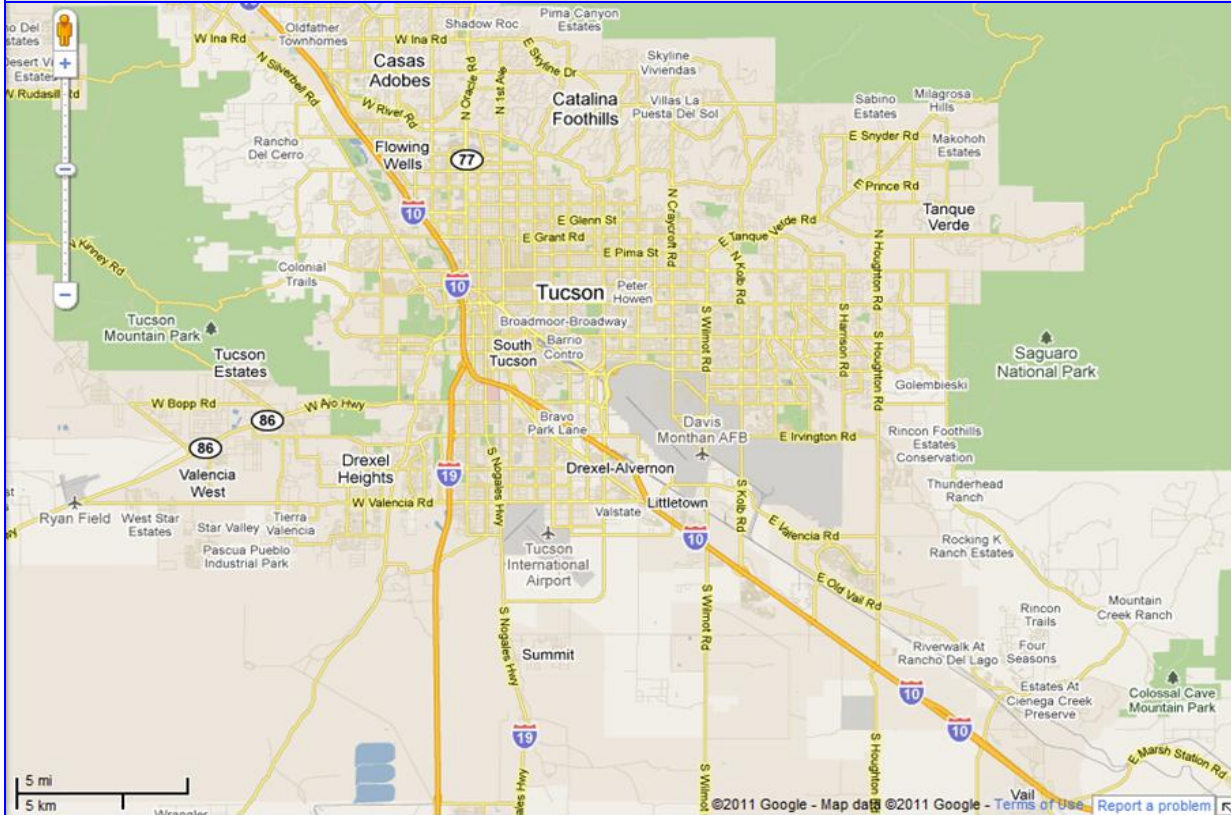 Pima Canyon
Estates
Oldfather
Townhomes
Shadow Roc
W Ina Rd
W Ina Rd
no Del
states
Desert Vi
Estates
W Rudasill Rd
N Silverbell Rd
Casas
Adobes
N Oracle Rd
N 1st Ave
E Skyline Dr
Skyline
Viviendas
Catalina
Foothills
Villas La
Puesta Del Sol
Sabino
Estates
Milagrosa
Hills
W River Rd
Rancho
Del Cerro
Flowing
Wells
77
E Snyder Rd
Makohoh
Estates
E Prince Rd
10
E Glenn St
E Grant Rd
E Pima St
N Craycroft Rd
E Tanque Verde Rd
N Kolb Rd
N Houghton Rd
Tanque
Verde
N Kinney Rd
Colonial
Trails
10
Tucson
Peter
Howen
Broadmoor-Broadway
South
Tucson
Barrio
Contro
S Wilmot Rd
S Harrison Rd
S Houghton Rd
Tucson
Mountain Park
Tucson
Estates
Saguaro
National Park
Golembieski
W Bopp Rd
W Ajo Hwy
86
86
Bravo
Park Lane
Davis
Monthan AFB
E Irvington Rd
Rincon Foothills
Estates
Conservation
Valencia
West
Drexel
Heights
19
S Nogales Hwy
Drexel-Alvernon
Thunderhead
Ranch
Ryan Field
West Star
Estates
W Valencia Rd
Star Valley
Tierra
Valencia
Pascua Pueblo
Industrial Park
Littletown
Valstate
S Kolb Rd
E Valencia Rd
Rocking K
Ranch Estates
Tucson
International
Airport
10
E Old Vail Rd
S Nogales Hwy
S Wilmot Rd
Rincon
Trails
Mountain
Creek Ranch
Summit
Riverwalk At
Rancho Del Lago
Four
Seasons
10
Estates At
Cienega Creek
Preserve
Colossal Cave
Mountain Park
19
10
S Houghton Rd
E Marsh Station Rd
5 mi
5 km
Wrangler
ales Hwy
S Wilmot
Vail
©2011 Google - Map data ©2011 Google - Terms of Use
Report a problem